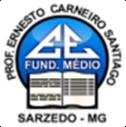 PROF. ERNESTO CARNEIRO SANTIAGO
FUND. MÉDIO
SARZEDO - MG